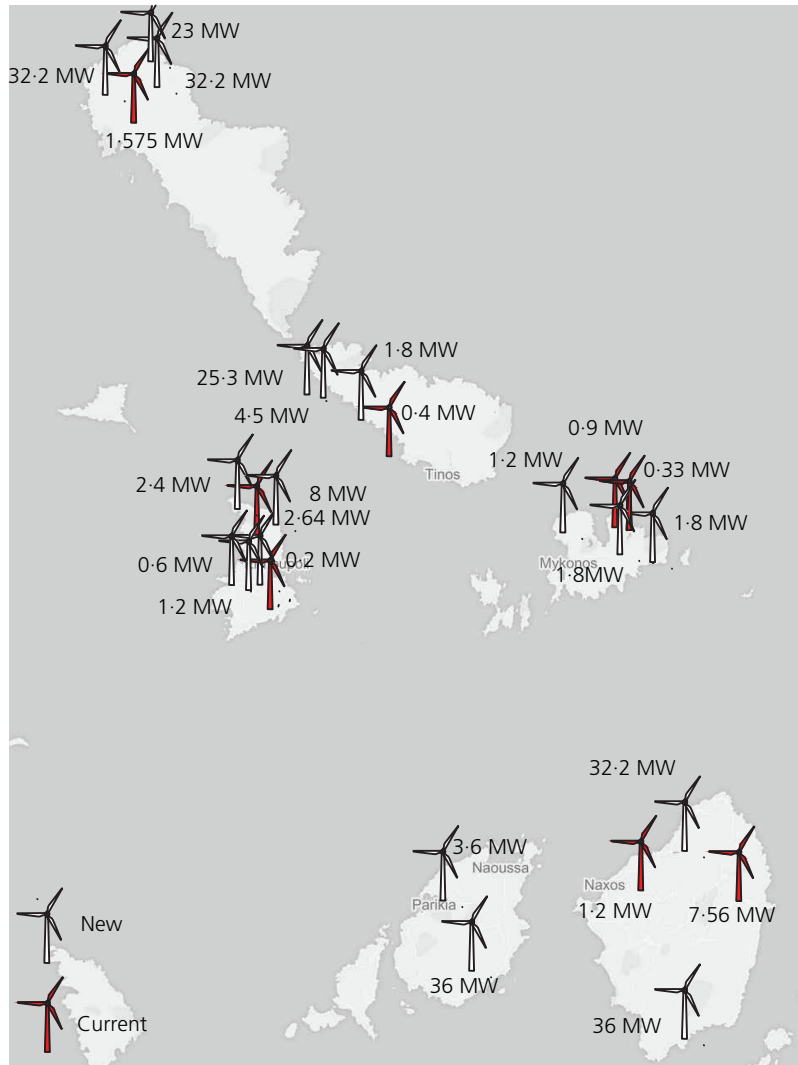 23 MW
32·2 MW
32·2 MW
1·575 MW
1·8 MW
25·3 MW
4·5 MW
0·4 MW
Tinos
0·9 MW
1·2 MW
0·33 MW
2·4 MW
8 MW
2·64 MW
1·8 MW
0·6 MW
0·2 MW
Mykonos
1·8MW
1·2 MW
32·2 MW
3·6 MW
Naoussa
Naxos
Parikia
1·2 MW
7·56 MW
New
36 MW
36 MW
Current